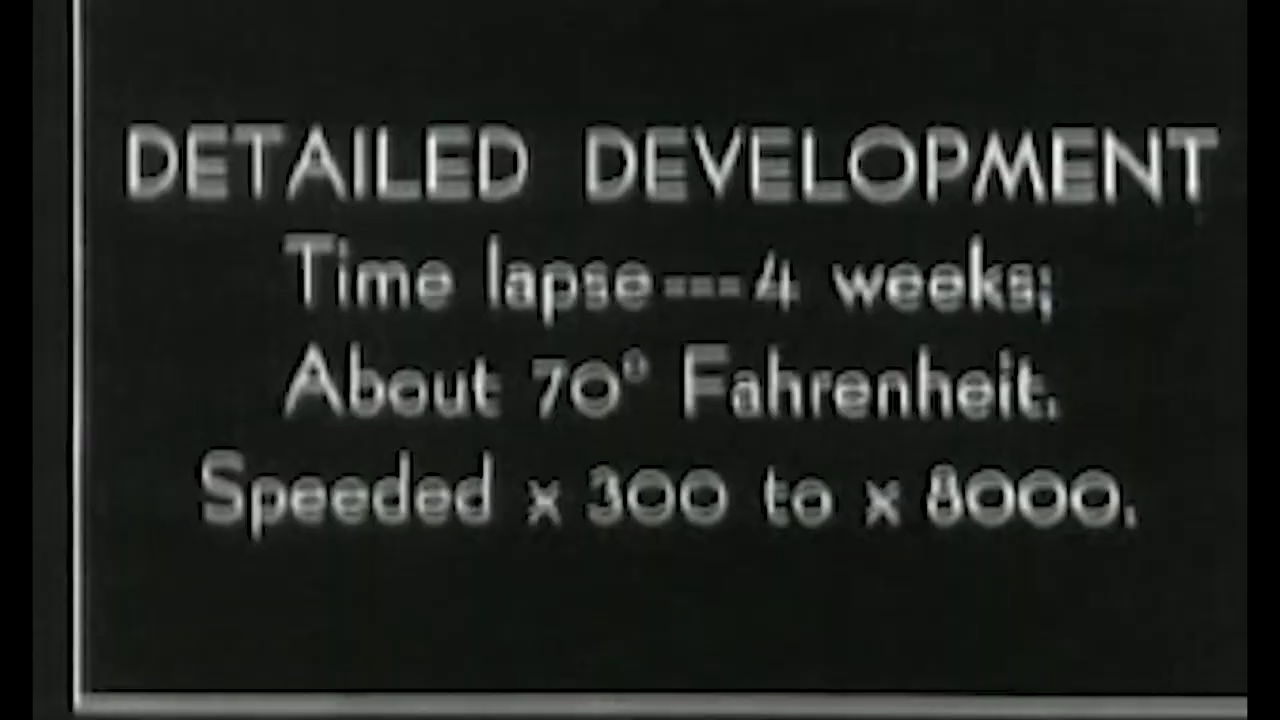 DETAILED DEVELOPMENT
Time lapse---4 weeks;
About 70° Fahrenheit.
Speeded x 300 to x 8000.